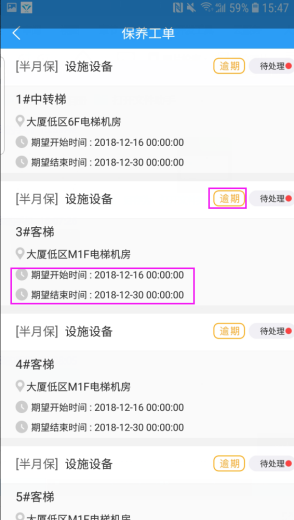 59% 15:47
保养工单
[半月保] 设施设备 逾期 待处理
1#中转梯
大厦低区6F电梯机房
期望开始时间 : 2018-12-16 00:00:00
期望结束时间 : 2018-12-30 00:00:00
[半月保] 设施设备 逾期 待处理
3#客梯
大厦低区M1F电梯机房
期望开始时间 : 2018-12-16 00:00:00
期望结束时间 : 2018-12-30 00:00:00
[半月保] 设施设备 逾期 待处理
4#客梯
大厦低区M1F电梯机房
期望开始时间 : 2018-12-16 00:00:00
期望结束时间 : 2018-12-30 00:00:00
[半月保] 设施设备 逾期 待处理
5#客梯
大厦低区M1F电梯机房